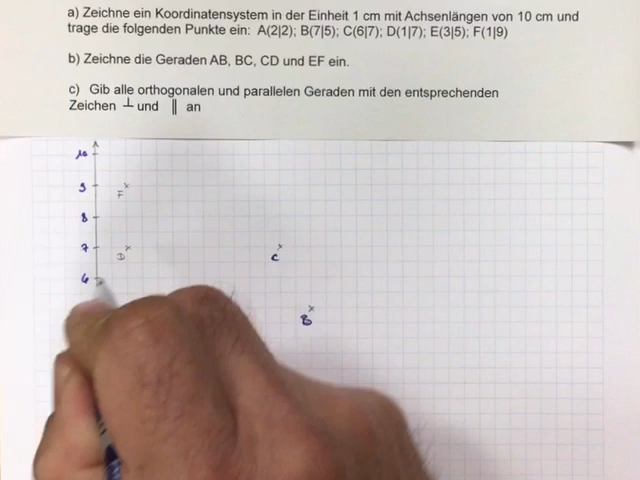 a) Zeichne ein Koordinatensystem in der Einheit 1 cm mit Achsenlängen von 10 cm und
trage die folgenden Punkte ein: A(2|2); B(7|5); C(6|7); D(1|7); E(3|5); F(1|9)
b) Zeichne die Geraden AB, BC, CD und EF ein.
c) Gib alle orthogonalen und parallelen Geraden mit den entsprechenden
Zeichen ⊥ und ∥ an
10
9
F
8
7
D
C
6
B